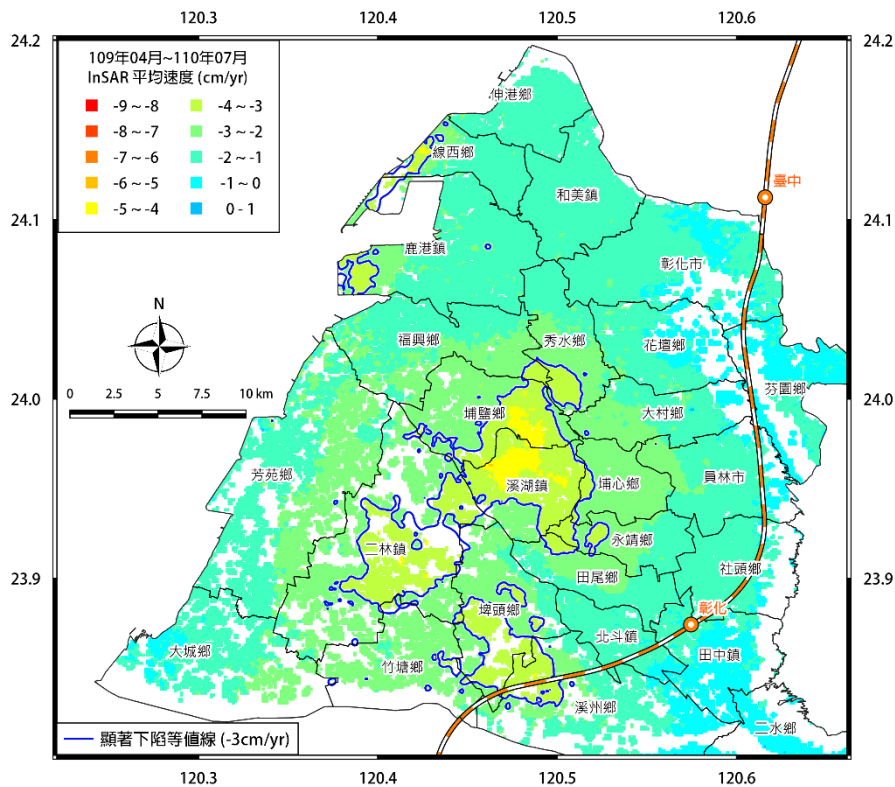 120.3 120.4 120.5 120.6
24.2 24.2
109年04月~110年07月
InSAR 平均速度 (cm/yr)
-9 ~ -8 -4 ~ -3
-8 ~ -7 -3 ~ -2
-7 ~ -6 -2 ~ -1
-6 ~ -5 -1 ~ 0
-5 ~ -4 0 - 1
伸港鄉
線西鄉
臺中
和美鎮
24.1 24.1
鹿港鎮
彰化市
N
福興鄉 秀水鄉 花壇鄉
0 2.5 5 7.5 10 km
芬園鄉
24.0 24.0
埔鹽鄉 大村鄉
芳苑鄉 溪湖鎮 埔心鄉 員林市
永靖鄉
二林鎮
社頭鄉
田尾鄉
23.9 23.9
埤頭鄉 彰化
北斗鎮
大城鄉 田中鎮
竹塘鄉
溪州鄉
二水鄉
顯著下陷等值線 (-3cm/yr)
120.3 120.4 120.5 120.6